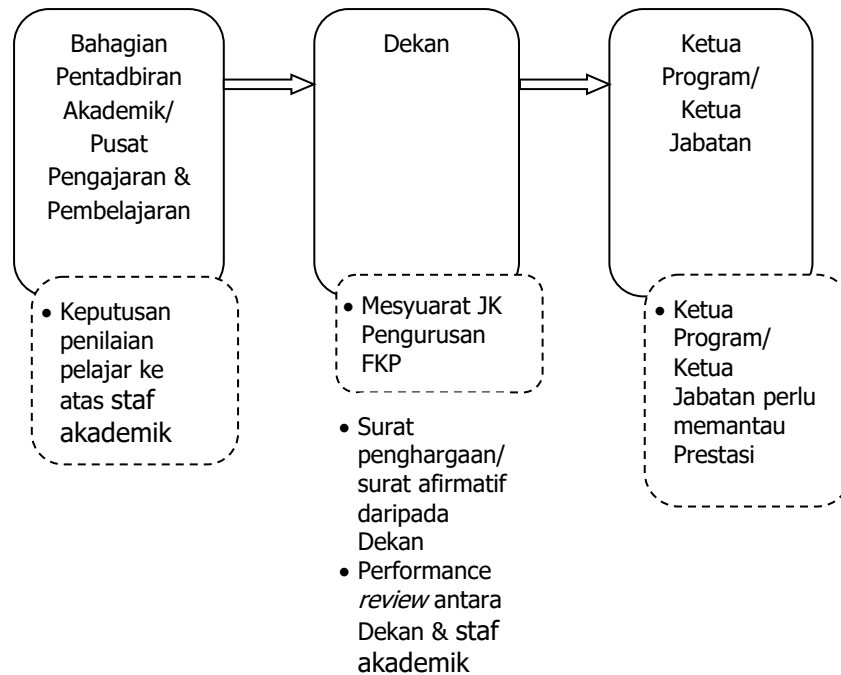 Bahagian
Pentadbiran
Akademik/
Pusat
Pengajaran &
Pembelajaran
• Keputusan
penilaian
pelajar ke
atas staf
akademik
Dekan
• Mesyuarat JK
Pengurusan
FKP
• Surat
penghargaan/
surat afirmatif
daripada
Dekan
• Performance
review antara
Dekan & staf
akademik
Ketua
Program/
Ketua
Jabatan
• Ketua
Program/
Ketua
Jabatan perlu
memantau
Prestasi